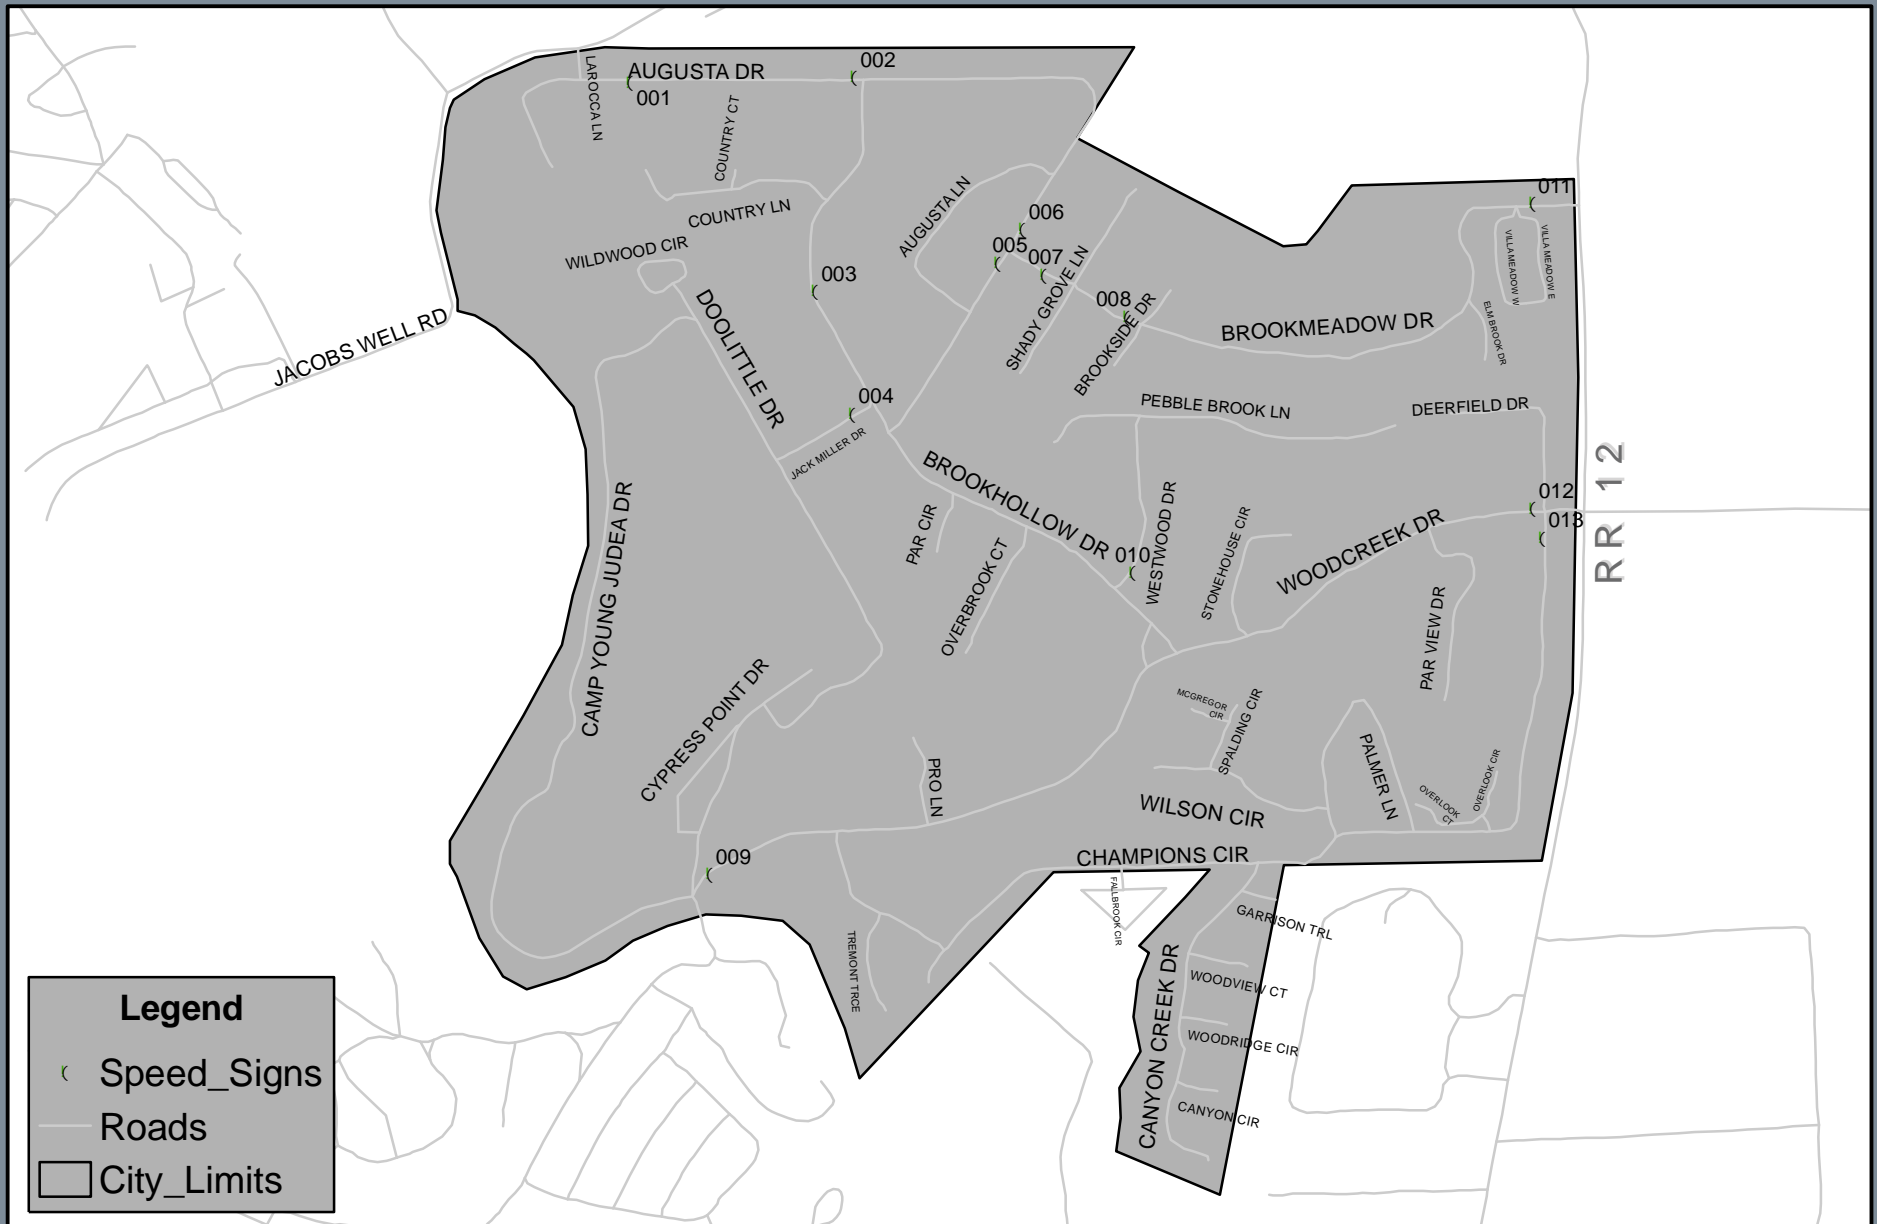 002
AUGUSTA DR
001
LAROCCA LN
COUNTRY CT
COUNTRY LN
WILDWOOD CIR
AUGUSTA LN
006
005
007
003
SHADY GROVE LN
008
BROOKSIDE DR
BROOKMEADOW DR
011
VILLA MEADOW W
VILLA MEADOW E
ELM BROOK DR
JACOBS WELL RD
DOOLITTLE DR
004
JACK MILLER DR
PEBBLE BROOK LN
DEERFIELD DR
RR 12
BROOKHOLLOW DR
012
013
CAMP YOUNG JUDEA DR
PAR CIR
OVERBROOK CT
010
WESTWOOD DR
STONEHOUSE CIR
WOODCREEK DR
PAR VIEW DR
CYPRESS POINT DR
MCGREGOR
CIR
SPALDING CIR
PALMER LN
OVERLOOK
CT
OVERLOOK CIR
PRO LN
WILSON CIR
009
CHAMPIONS CIR
FALLBROOK CIR
TREMONT TRCE
GARRISON TRL
CANYON CREEK DR
WOODVIEW CT
WOODRIDGE CIR
CANYON CIR
Legend
Speed_Signs
Roads
City_Limits